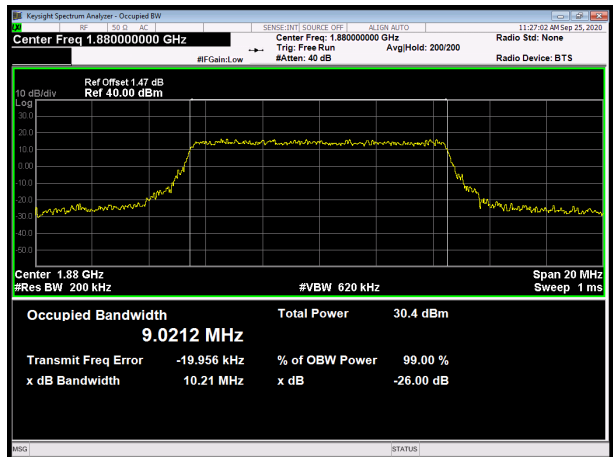 Keysight Spectrum Analyzer - Occupied BW
RF 50 Ω AC SENSE:INT SOURCE OFF ALIGN AUTO 11:27:02 AM Sep 25, 2020
Center Freq 1.880000000 GHz Center Freq: 1.880000000 GHz Radio Std: None
Trig: Free Run Avg|Hold: 200/200
#IFGain:Low #Atten: 40 dB Radio Device: BTS
Ref Offset 1.47 dB
10 dB/div Ref 40.00 dBm
Log
30.0
20.0
10.0
0.00
-10.0
-20.0
-30.0
-40.0
-50.0
Center 1.88 GHz Span 20 MHz
#Res BW 200 kHz #VBW 620 kHz Sweep 1 ms
Occupied Bandwidth Total Power 30.4 dBm
9.0212 MHz
Transmit Freq Error -19.956 kHz % of OBW Power 99.00 %
x dB Bandwidth 10.21 MHz x dB -26.00 dB
MSG STATUS